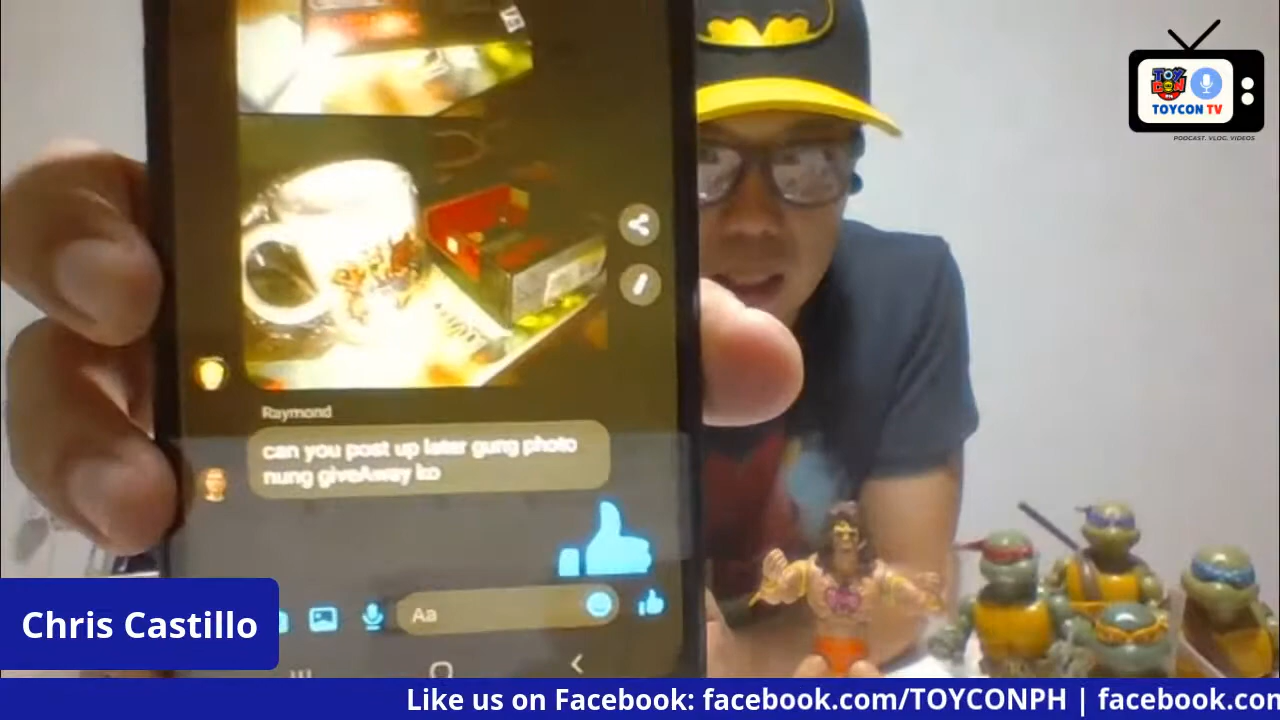 TOYCON
TOYCON TV
PODCAST. VLOG. VIDEOS
Raymond
can you post up later gung photo
nung giveAway ko
Aa
Chris Castillo
Like us on Facebook: facebook.com/TOYCONPH | facebook.con